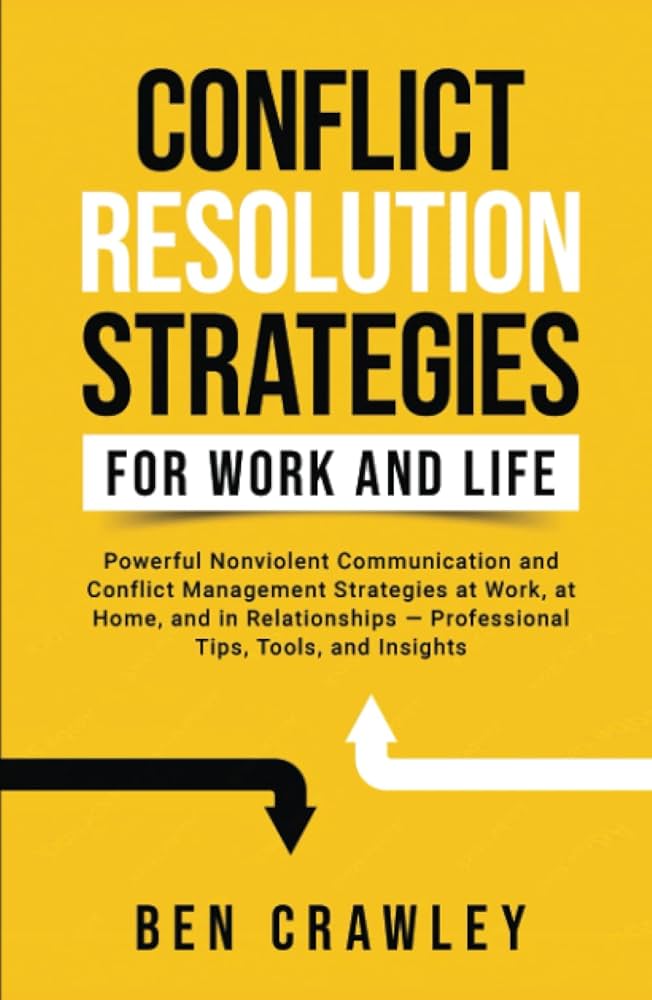 CONFLICT
RESOLUTION
STRATEGIES
FOR WORK AND LIFE
Powerful Nonviolent Communication and
Conflict Management Strategies at Work, at
Home, and in Relationships — Professional
Tips, Tools, and Insights
BEN CRAWLEY